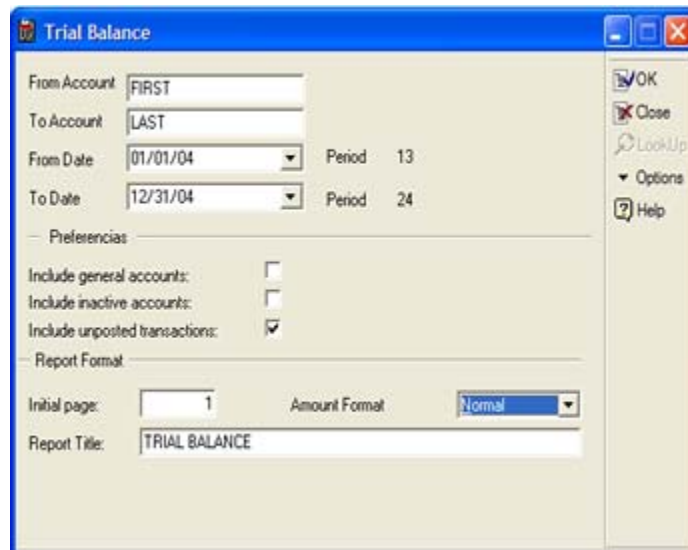 Trial Balance
From Account FIRST
To Account LAST
From Date 01/01/04 Period 13
To Date 12/31/04 Period 24
Preferencias
Include general accounts:
Include inactive accounts:
Include unposted transactions:
Report Format
Initial page: 1 Amount Format Normal
Report Title: TRIAL BALANCE
OK
Close
LookUp
Options
Help